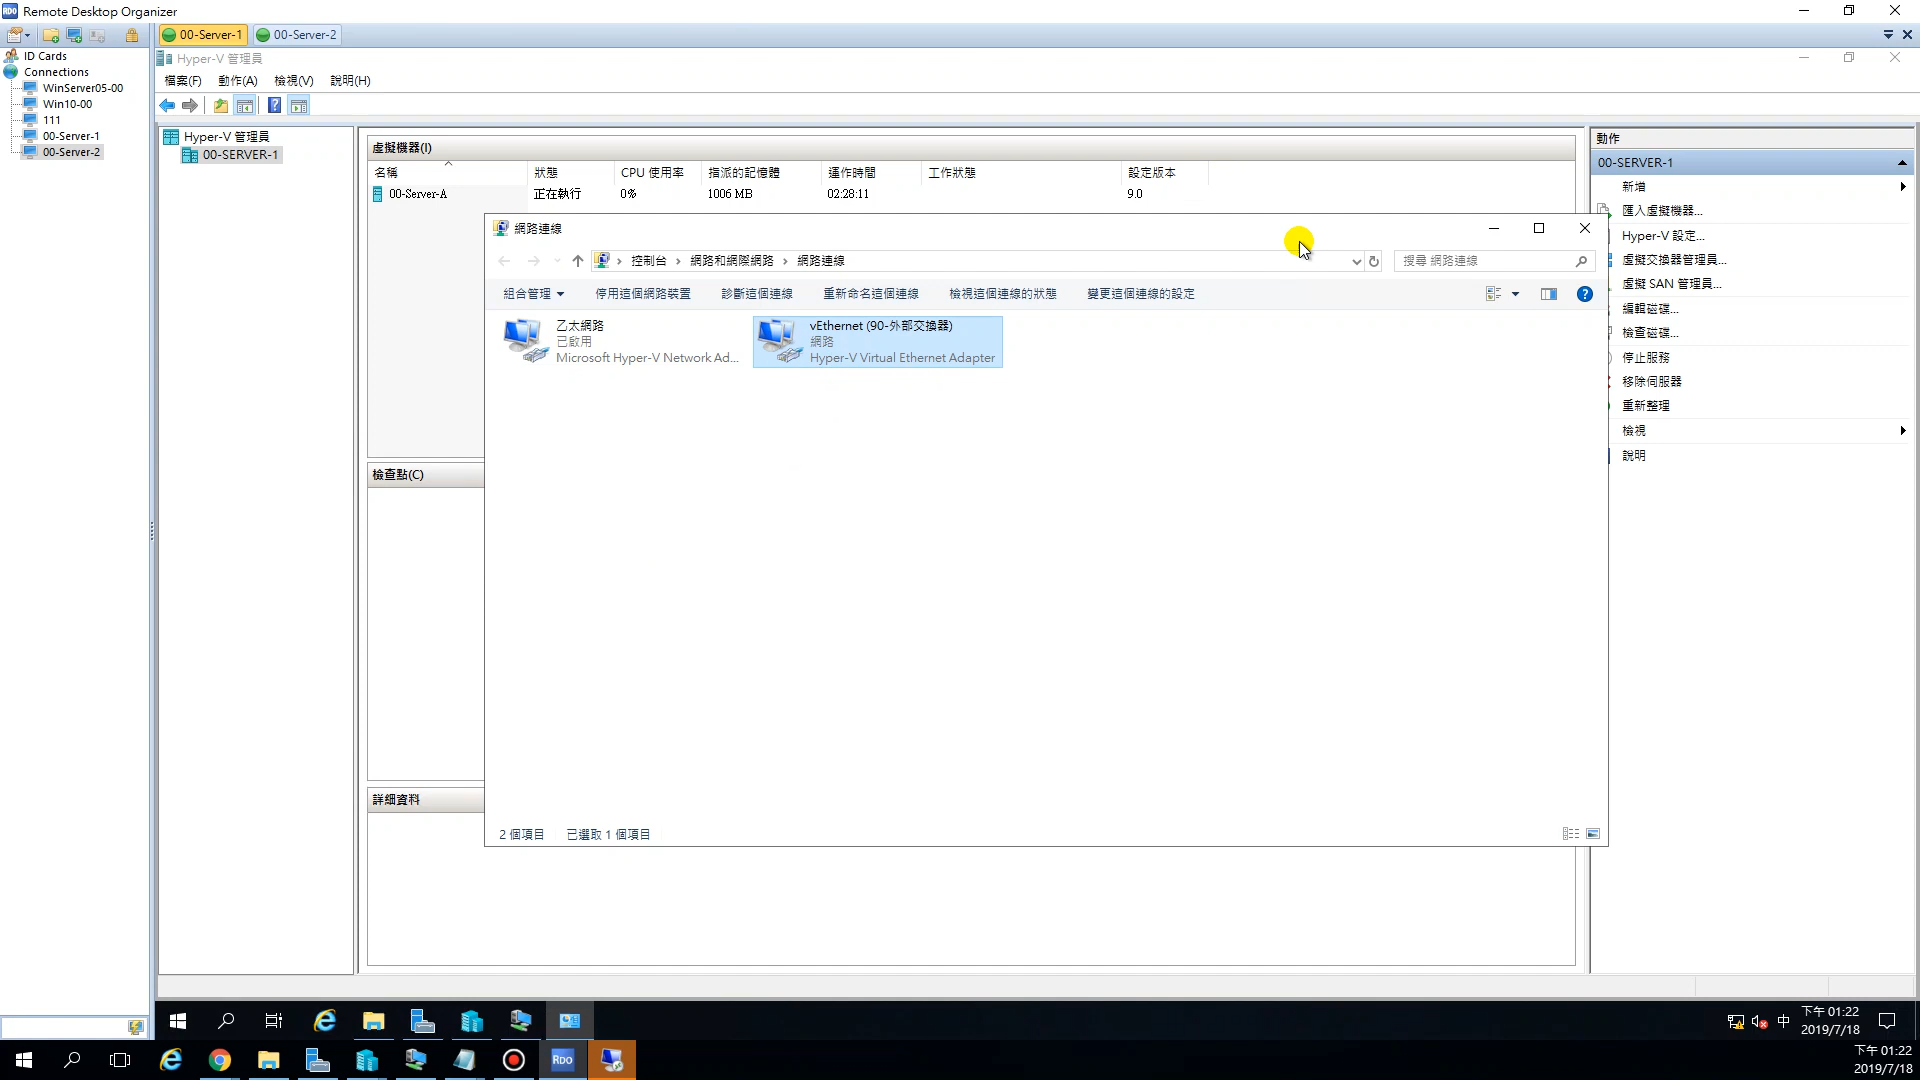 Remote Desktop Organizer
00-Server-1
00-Server-2
ID Cards
Connections
WinServer05-00
Win10-00
111
00-Server-1
00-Server-2
Hyper-V 管理員
檔案(F) 動作(A) 檢視(V) 說明(H)
Hyper-V 管理員
00-SERVER-1
虛擬機器(I)
名稱 狀態 CPU 使用率 指派的記憶體 運作時間 工作狀態 設定版本
00-Server-A 正在執行 0% 1006 MB 02:28:11 9.0
檢查點(C)
詳細資料
網路連線
控制台 › 網路和網際網路 › 網路連線
搜尋 網路連線
組合管理 停用這個網路裝置 診斷這個連線 重新命名這個連線 檢視這個連線的狀態 變更這個連線的設定
乙太網路
已啟用
Microsoft Hyper-V Network Ad...
vEthernet (90-外部交換器)
網路
Hyper-V Virtual Ethernet Adapter
2 個項目 已選取 1 個項目
動作
00-SERVER-1
新增
匯入虛擬機器...
Hyper-V 設定...
虛擬交換器管理員...
虛擬 SAN 管理員...
編輯磁碟...
檢查磁碟...
停止服務
移除伺服器
重新整理
檢視
說明
中
下午 01:22
2019/7/18
RDO
下午 01:22
2019/7/18